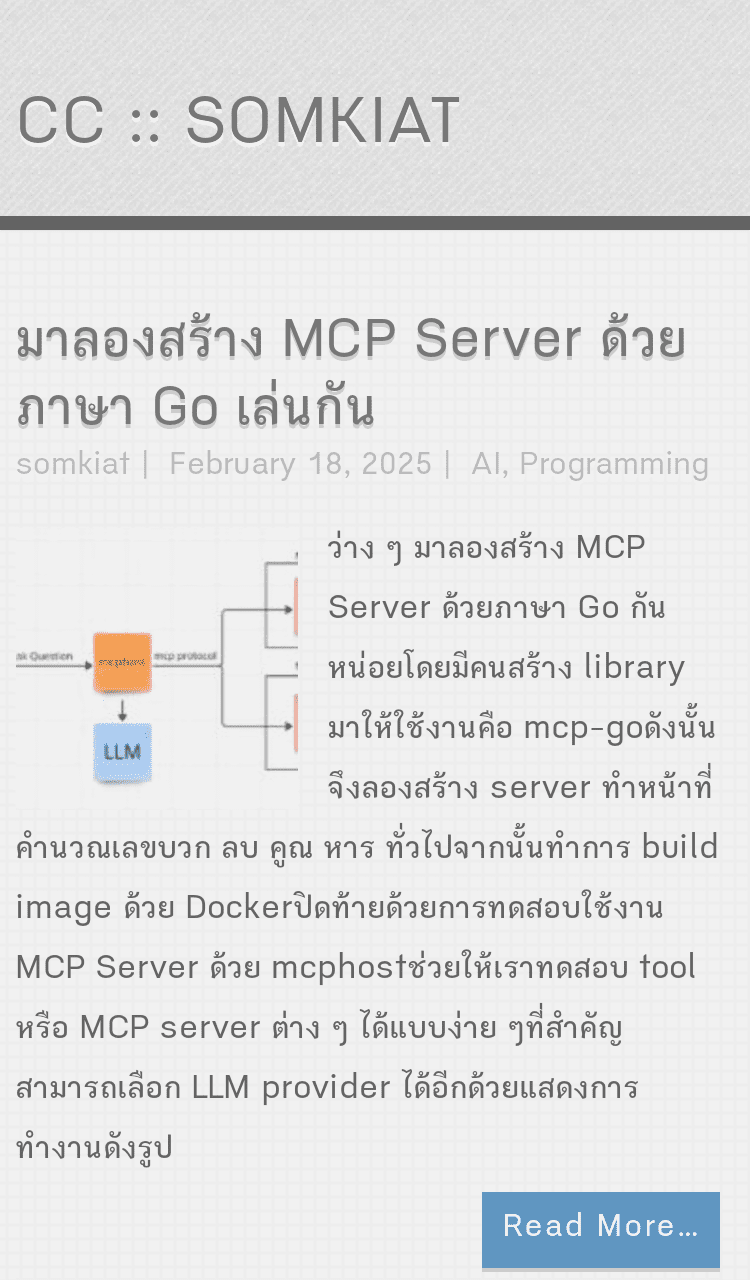 CC :: SOMKIAT
มาลองสร้าง MCP Server ด้วย
ภาษา Go เล่นกัน
somkiat | February 18, 2025 | AI, Programming
ว่าง ๆ มาลองสร้าง MCP
Server ด้วยภาษา Go กัน
หน่อยโดยมีคนสร้าง library
มาให้ใช้งานคือ mcp-goดังนั้น
จึงลองสร้าง server ทำหน้าที่
sk Question
mcphost
mcp protocol
LLM
คำนวณเลขบวก ลบ คูณ หาร ทั่วไปจากนั้นทำการ build
image ด้วย Dockerปิดท้ายด้วยการทดสอบใช้งาน
MCP Server ด้วย mcphostช่วยให้เราทดสอบ tool
หรือ MCP server ต่าง ๆ ได้แบบง่าย ๆที่สำคัญ
สามารถเลือก LLM provider ได้อีกด้วยแสดงการ
ทำงานดังรูป
Read More…